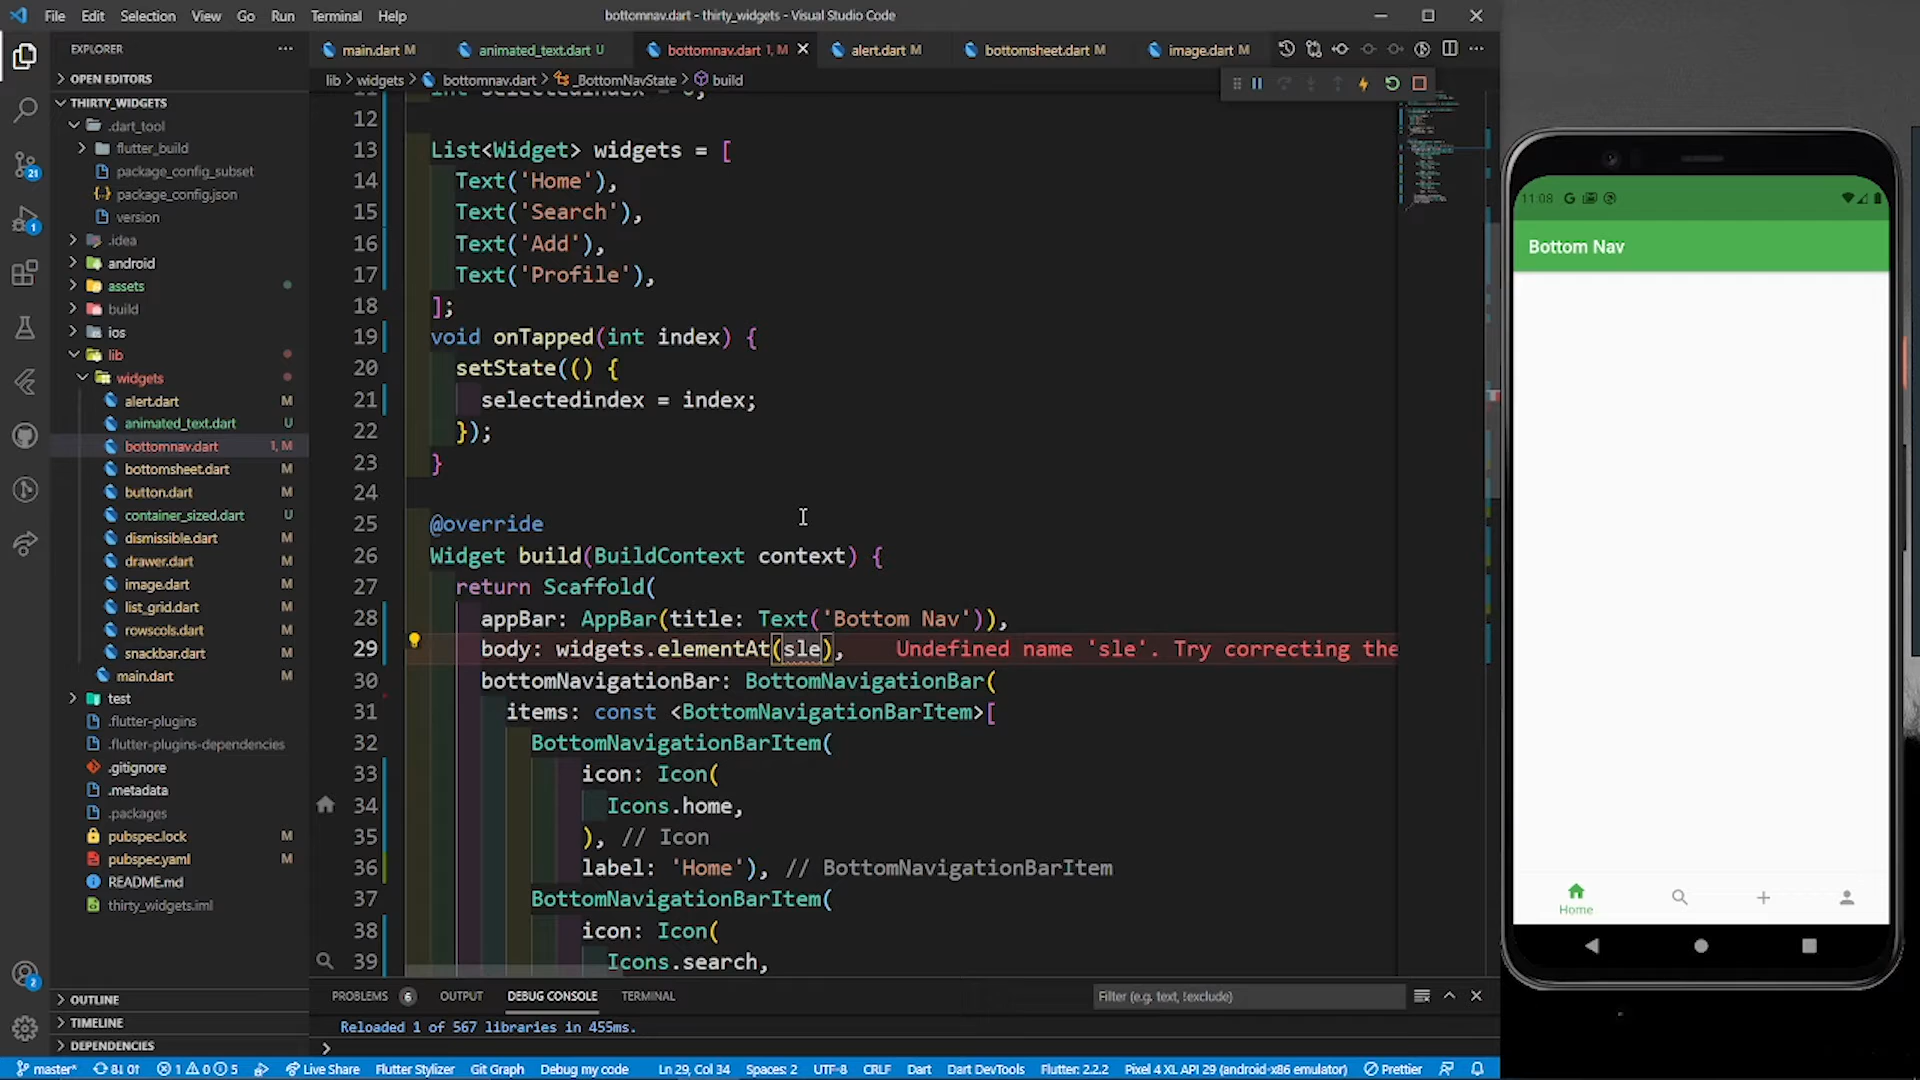 File Edit Selection View Go Run Terminal Help
bottomnav.dart - thirty_widgets - Visual Studio Code
EXPLORER
main.dart M
animated_text.dart U
bottomnav.dart 1, M
alert.dart M
bottomsheet.dart M
image.dart M
lib > widgets > bottomnav.dart > _BottomNavState > build
OPEN EDITORS
THIRTY_WIDGETS
.dart_tool
flutter_build
package_config_subset
package_config.json
version
.idea
android
assets
build
ios
lib
widgets
alert.dart M
animated_text.dart U
bottomnav.dart 1, M
bottomsheet.dart M
button.dart M
container_sized.dart U
dismissible.dart M
drawer.dart M
image.dart M
list_grid.dart M
rowscols.dart M
snackbar.dart M
main.dart M
test
.flutter-plugins
.flutter-plugins-dependencies
.gitignore
.metadata
.packages
pubspec.lock M
pubspec.yaml M
README.md
thirty_widgets.iml
OUTLINE
TIMELINE
DEPENDENCIES
21
1
2
12
13 List<Widget> widgets = [
14 Text('Home'),
15 Text('Search'),
16 Text('Add'),
17 Text('Profile'),
18 ];
19 void onTapped(int index) {
20 setState(() {
21 selectedindex = index;
22 });
23 }
24
25 @override
26 Widget build(BuildContext context) {
27 return Scaffold(
28 appBar: AppBar(title: Text('Bottom Nav')),
29 body: widgets.elementAt(sle), Undefined name 'sle'. Try correcting the
30 bottomNavigationBar: BottomNavigationBar(
31 items: const <BottomNavigationBarItem>[
32 BottomNavigationBarItem(
33 icon: Icon(
34 Icons.home,
35 ), // Icon
36 label: 'Home'), // BottomNavigationBarItem
37 BottomNavigationBarItem(
38 icon: Icon(
39 Icons.search,
PROBLEMS 6 OUTPUT DEBUG CONSOLE TERMINAL
Filter (e.g. text, !exclude)
Reloaded 1 of 567 libraries in 455ms.
master* 8↓ 0↑ 1 0 5 Live Share Flutter Stylizer Git Graph Debug my code Ln 29, Col 34 Spaces: 2 UTF-8 CRLF Dart Dart DevTools Flutter: 2.2.2 Pixel 4 XL API 29 (android-x86 emulator) Prettier
11:08 G
Bottom Nav
Home